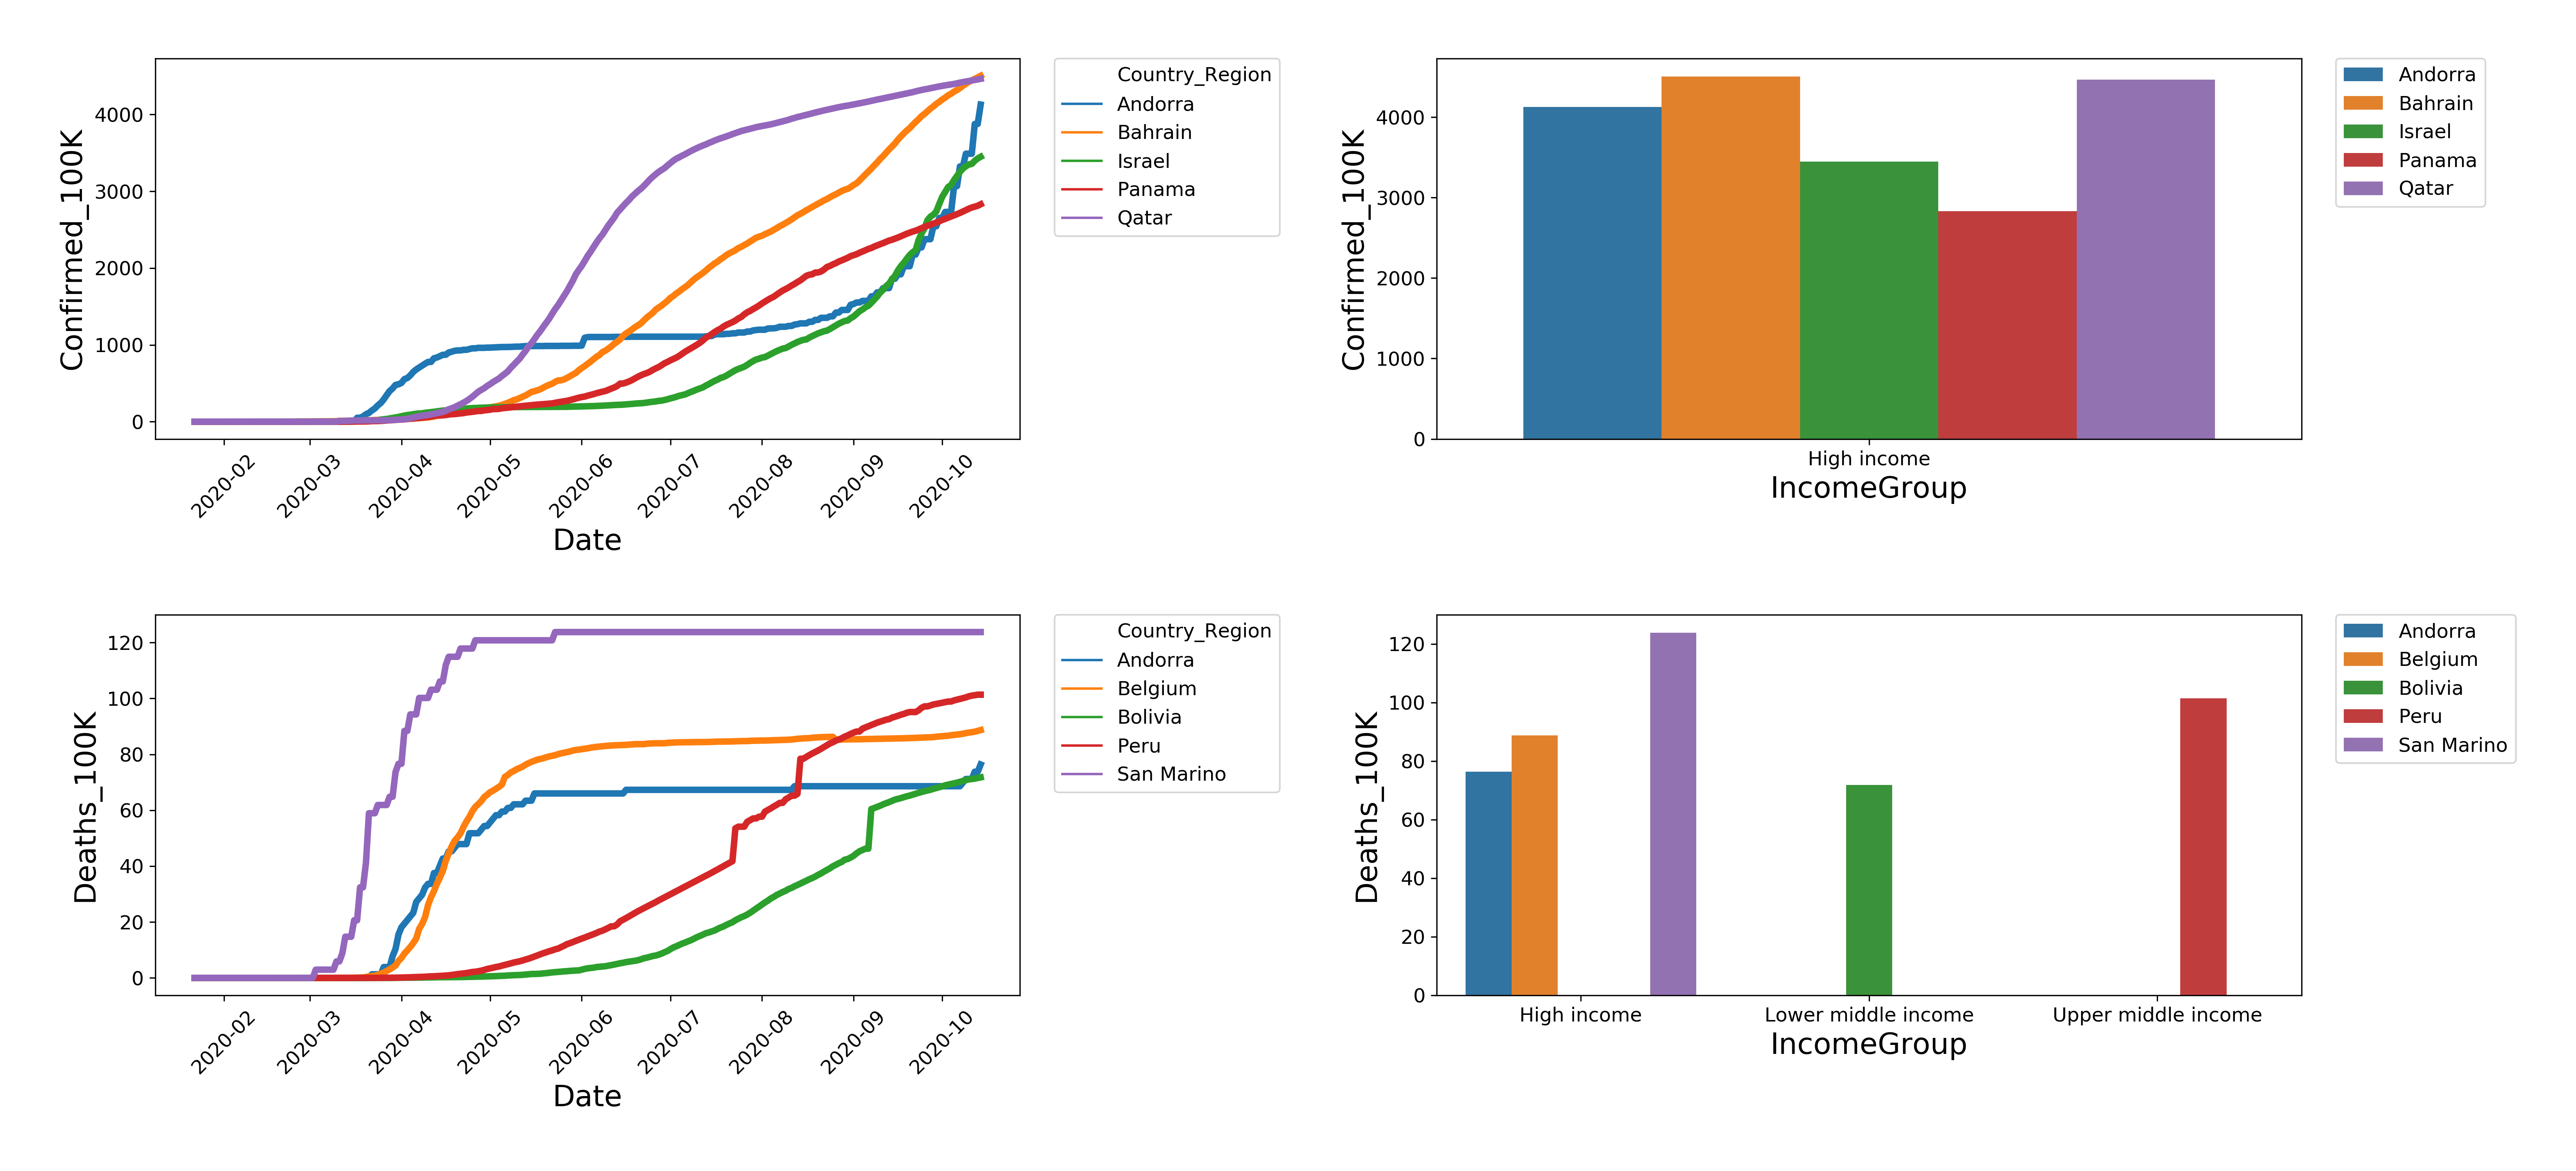 Confirmed_100K
4000
3000
2000
1000
0
2020-02
2020-03
2020-04
2020-05
2020-06
2020-07
2020-08
2020-09
2020-10
Date
Country_Region
Andorra
Bahrain
Israel
Panama
Qatar
Confirmed_100K
4000
3000
2000
1000
0
High income
IncomeGroup
Andorra
Bahrain
Israel
Panama
Qatar
Deaths_100K
120
100
80
60
40
20
0
2020-02
2020-03
2020-04
2020-05
2020-06
2020-07
2020-08
2020-09
2020-10
Date
Country_Region
Andorra
Belgium
Bolivia
Peru
San Marino
Deaths_100K
120
100
80
60
40
20
0
High income
Lower middle income
Upper middle income
IncomeGroup
Andorra
Belgium
Bolivia
Peru
San Marino